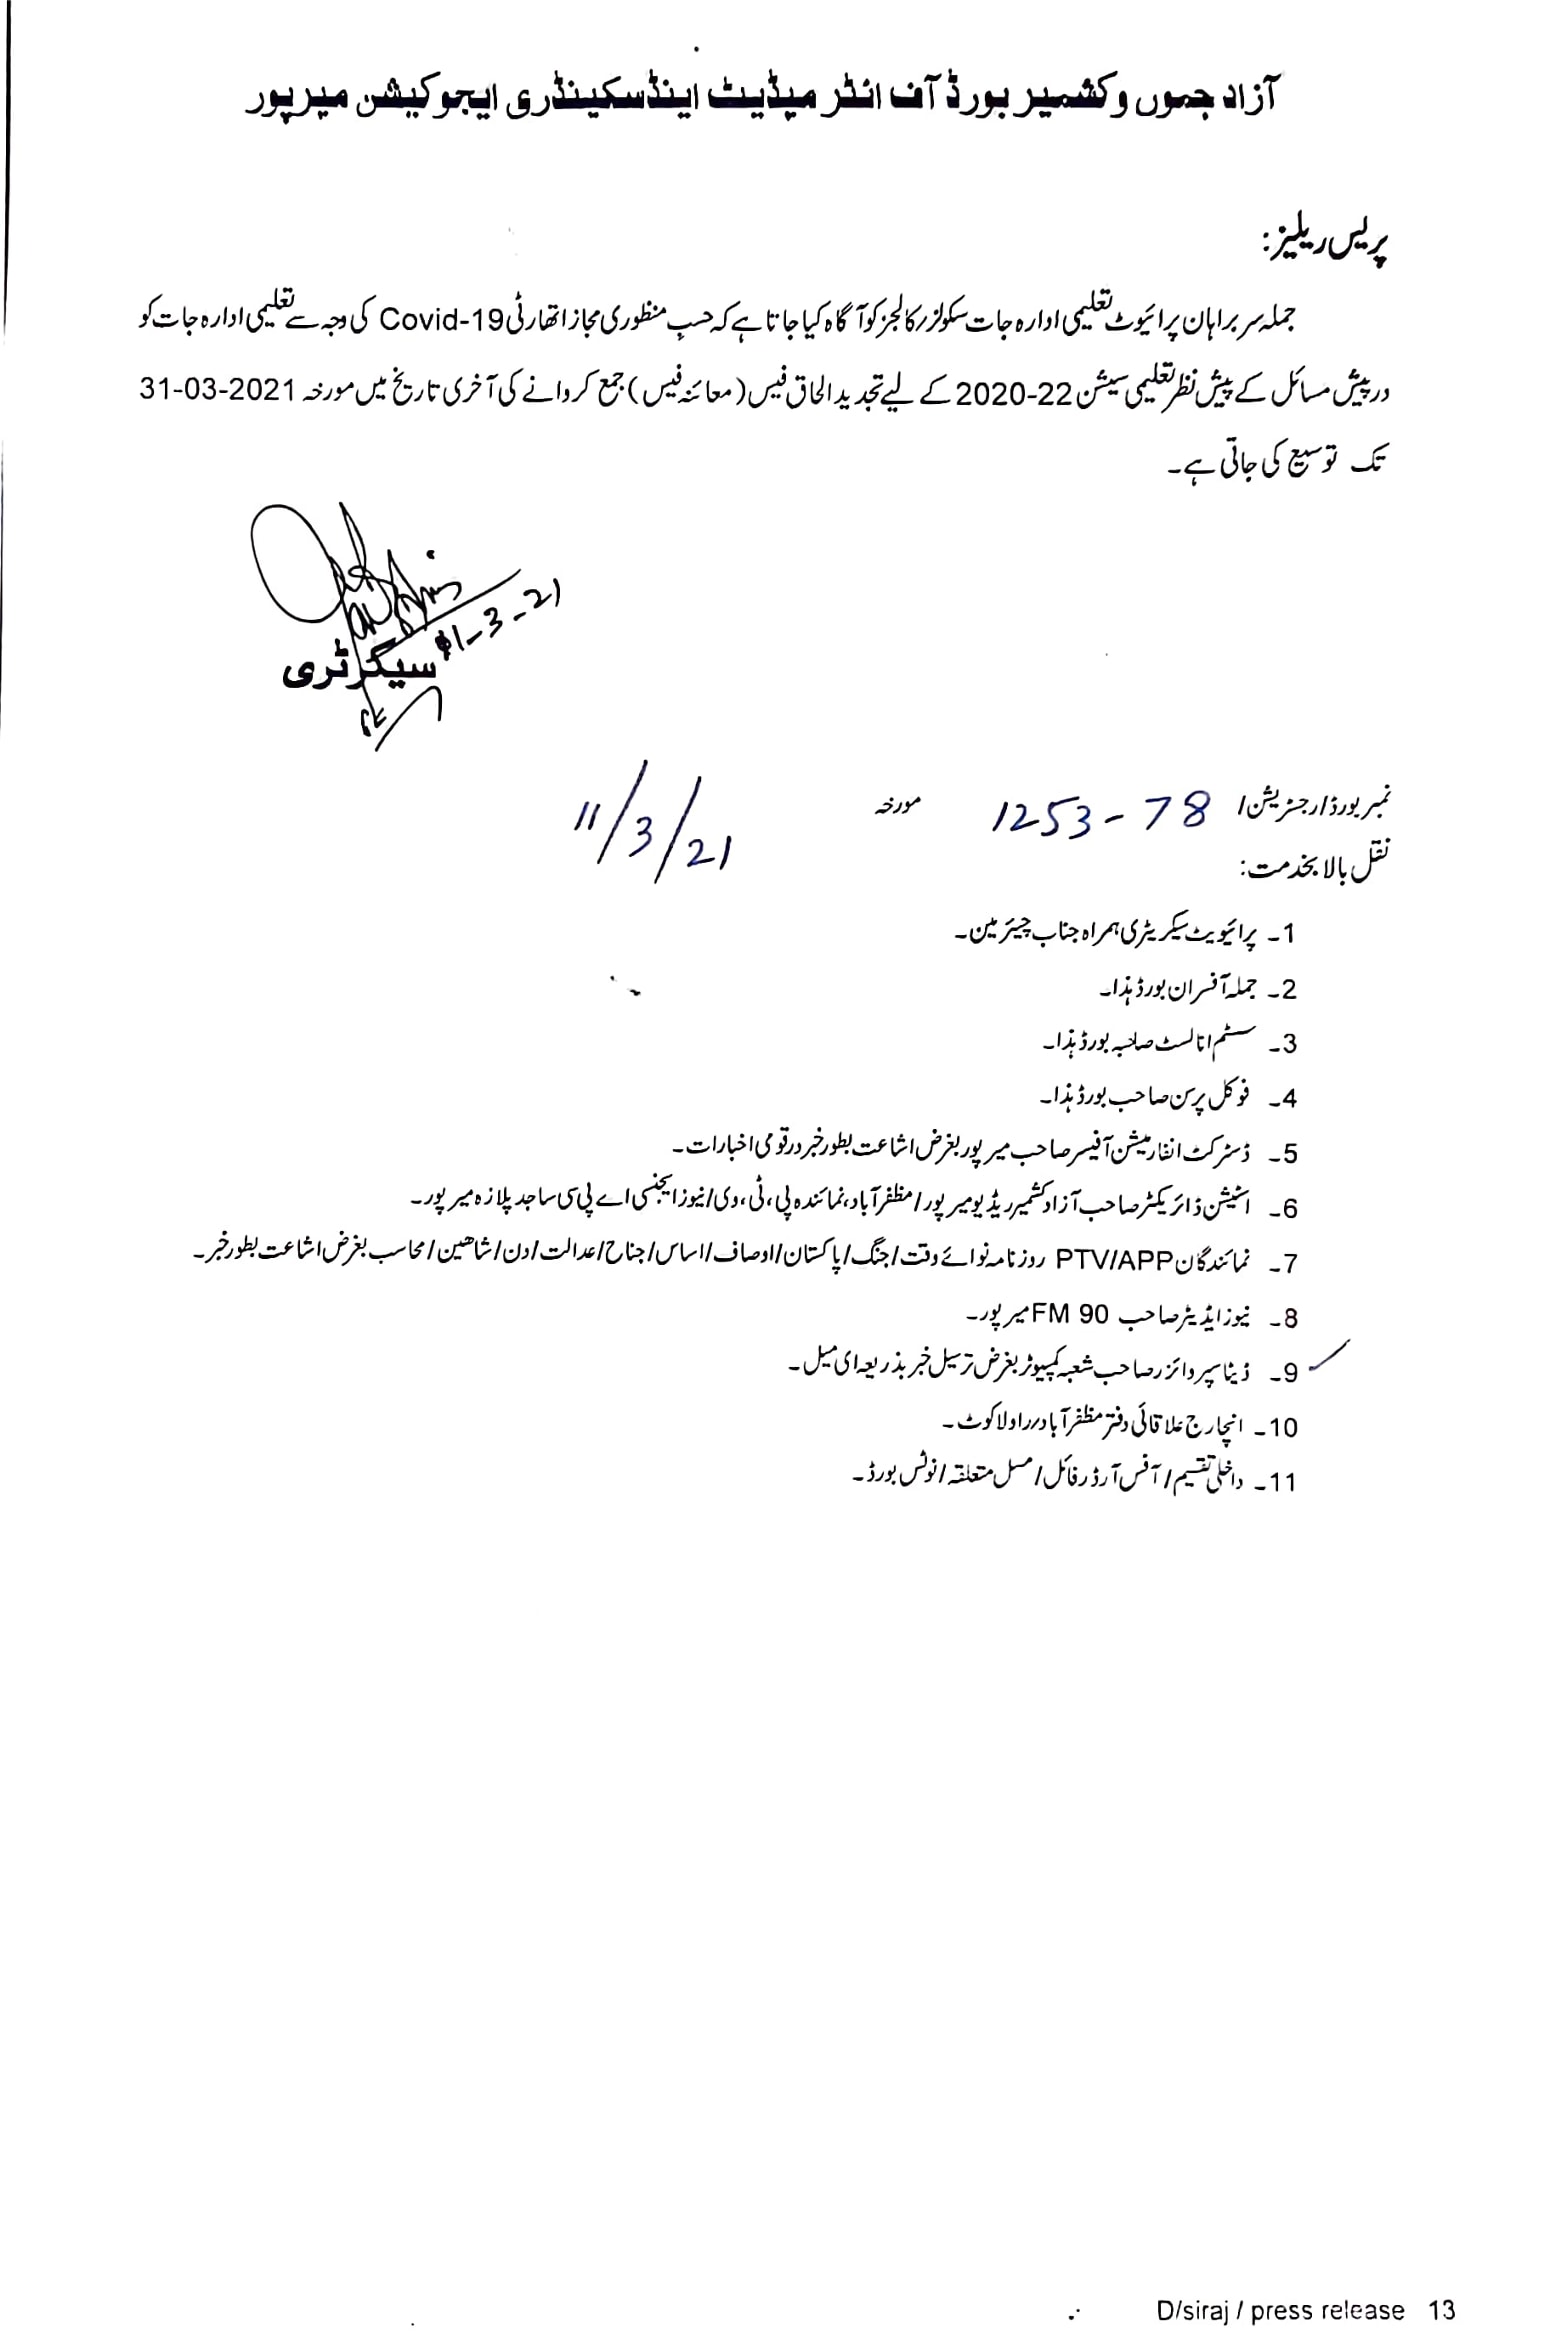 آزاد جموں و کشمیر بورڈ آف انٹر میڈیٹ اینڈ سکینڈری ایجوکیشن میرپور
پریس ریلیز:
جملہ سربراہان پرائیوٹ تعلیمی ادارہ جات سکولز رکالجز کو آگاہ کیا جاتا ہے کہ حسبِ منظوری مجاز اتھارٹی Covid-19 کی وجہ سے تعلیمی ادارہ جات کو
درپیش مسائل کے پیش نظر تعلیمی سیشن 2020-22 کے لیے تجدید الحاق فیس (معائنہ فیس) جمع کروانے کی آخری تاریخ میں مورخہ 31-03-2021
تک توسیع کی جاتی ہے۔
11-3-21
سیکرٹری
نمبر بورڈ/رجسٹریشن/ 1253-78 مورخہ 11/3/21
نقل بالا بخدمت:
1۔ پرائیویٹ سیکریٹری ہمراہ جناب چیئرمین۔
2۔ جملہ آفسران بورڈ ہذا۔
3۔ سسٹم انالسٹ صاحبہ بورڈ ہذا۔
4۔ فوکل پرسن صاحب بورڈ ہذا۔
5۔ ڈسٹرکٹ انفارمیشن آفیسر صاحب میرپور بغرض اشاعت بطور خبر در قومی اخبارات۔
6۔ اسٹیشن ڈائریکٹر صاحب آزاد کشمیر ریڈیو میرپور/مظفرآباد، نمائندہ پی، ٹی، وی/نیوز ایجنسی اے پی سی ساجد پلازہ میرپور۔
7۔ نمائندگان PTV/APP روزنامہ نوائے وقت/جنگ/پاکستان/اوصاف/اساس/جناح/عدالت/دن/شاھین/محاسب بغرض اشاعت بطور خبر۔
8۔ نیوز ایڈیٹر صاحب FM 90 میرپور۔
9۔ ڈیٹا سپروائزر صاحب شعبہ کمپیوٹر بغرض ترسیل خبر بذریعہ ای میل۔
10۔ انچارج علاقائی دفتر مظفرآباد/راولاکوٹ۔
11۔ داخلی تقسیم/آفس آرڈر فائل/مسل متعلقہ/نوٹس بورڈ۔
D/siraj / press release 13